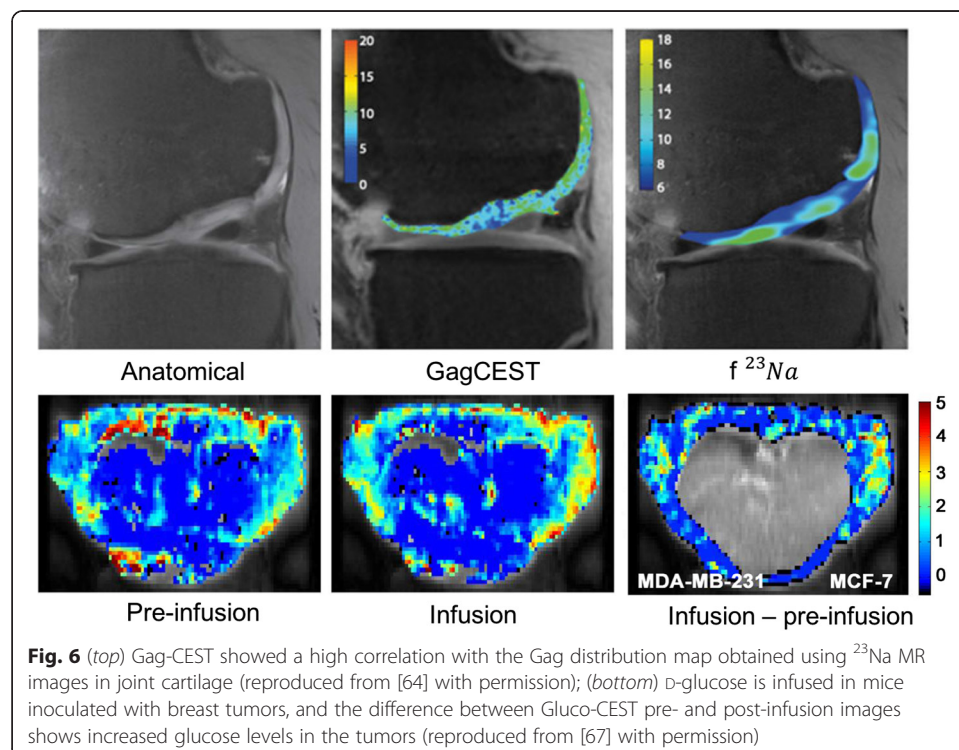 20
15
10
5
0
18
16
14
12
10
8
6
Anatomical
GagCEST
f ²³Na
5
4
3
2
1
0
MDA-MB-231
MCF-7
Pre-infusion
Infusion
Infusion – pre-infusion
Fig. 6 (top) Gag-CEST showed a high correlation with the Gag distribution map obtained using ²³Na MR
images in joint cartilage (reproduced from [64] with permission); (bottom) D-glucose is infused in mice
inoculated with breast tumors, and the difference between Gluco-CEST pre- and post-infusion images
shows increased glucose levels in the tumors (reproduced from [67] with permission)